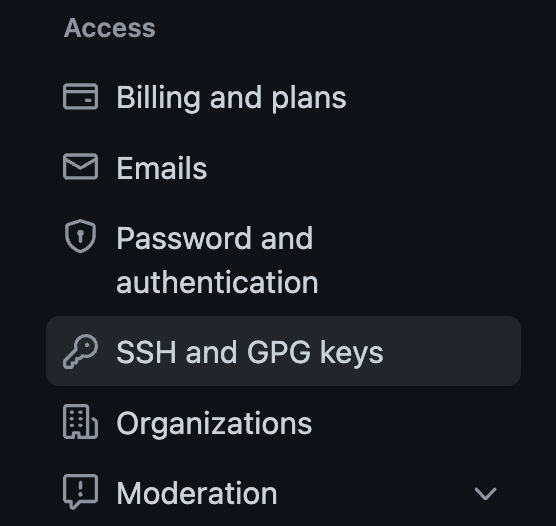 Access
Billing and plans
Emails
Password and
authentication
SSH and GPG keys
Organizations
Moderation